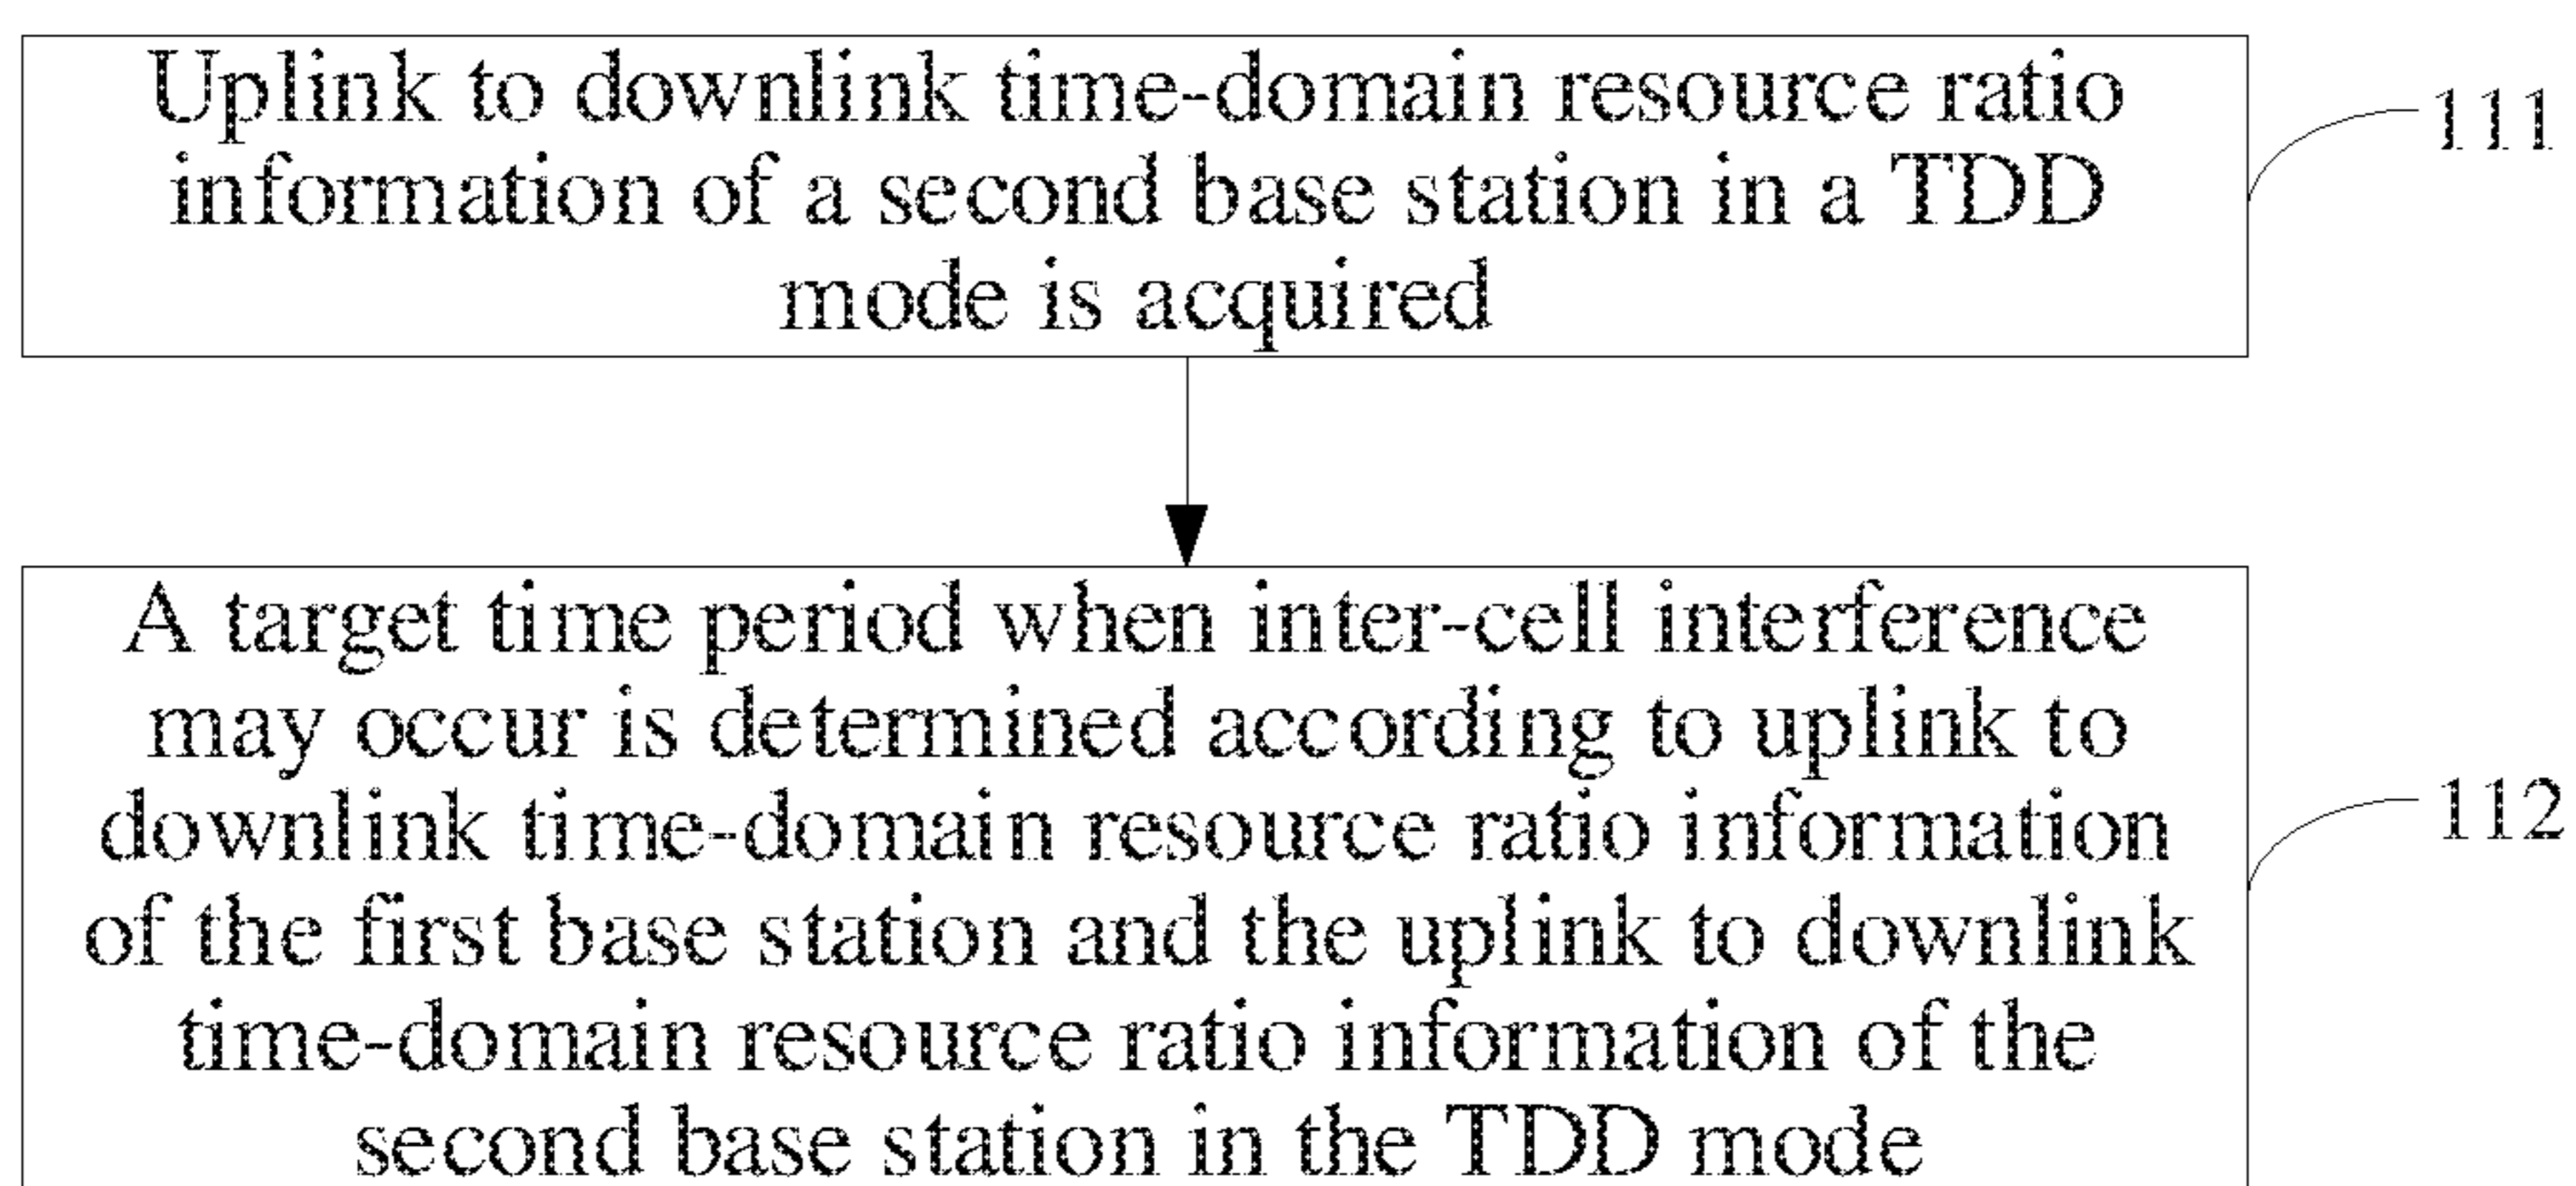 Uplink to downlink time-domain resource ratio
information of a second base station in a TDD
mode is acquired
111
A target time period when inter-cell interference
may occur is determined according to uplink to
downlink time-domain resource ratio information
of the first base station and the uplink to downlink
time-domain resource ratio information of the
second base station in the TDD mode
112